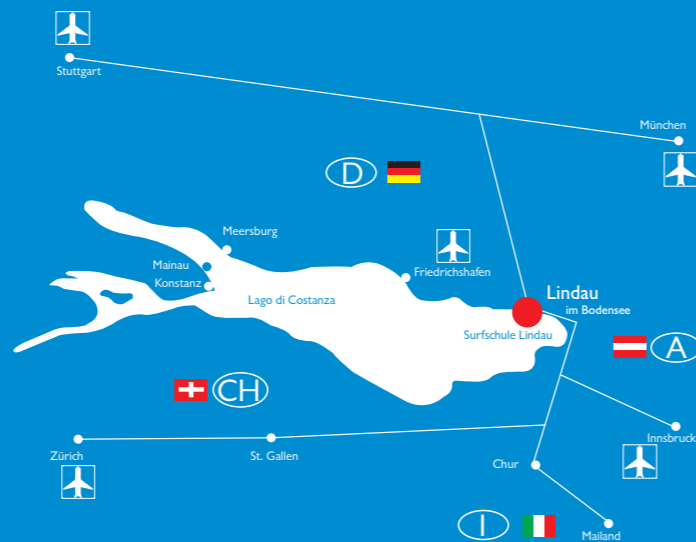 Stuttgart
München
D
Meersburg
Mainau
Friedrichshafen
Konstanz
Lindau
im Bodensee
Lago di Costanza
Surfschule Lindau
A
CH
Innsbruck
Zürich
St. Gallen
Chur
I
Mailand